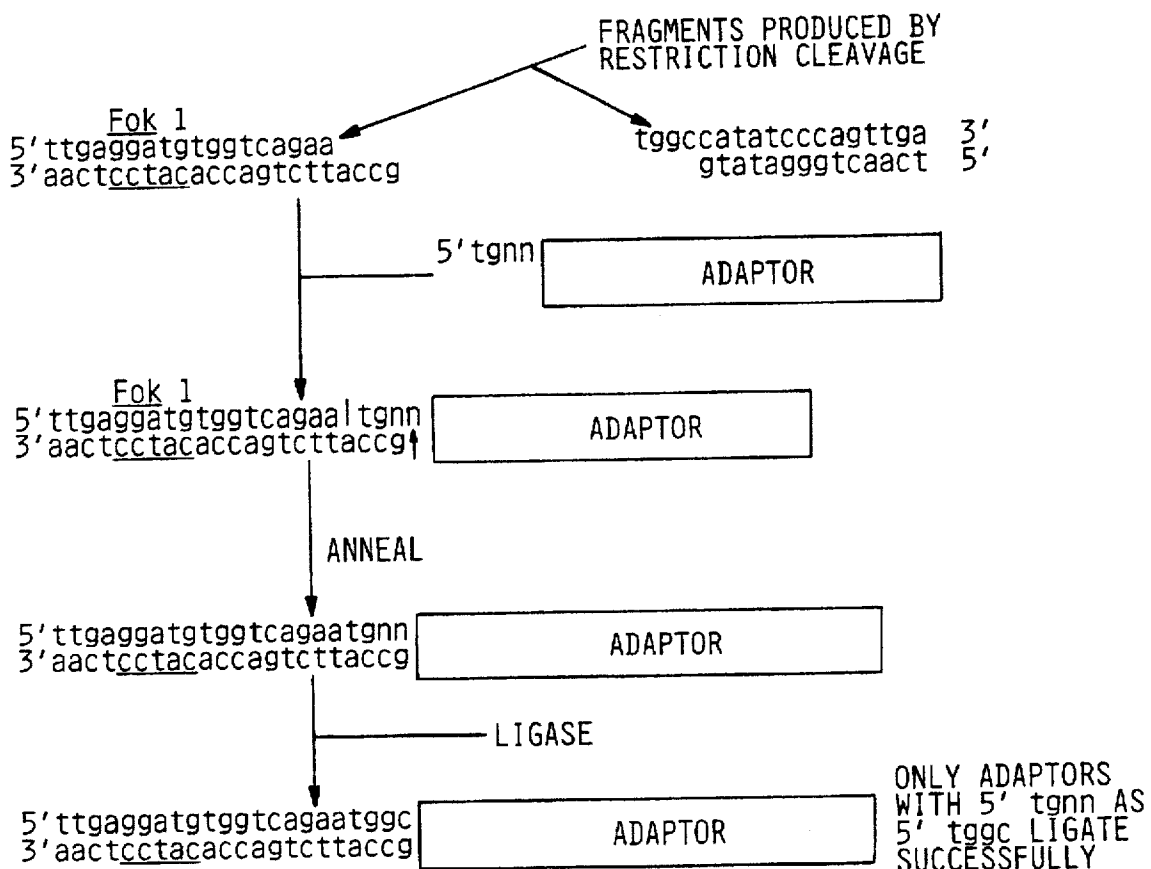 FRAGMENTS PRODUCED BY
RESTRICTION CLEAVAGE
Fok 1
5'ttgaggatgtggtcagaa
3'aactcctacaccagtcttaccg
tggccatatcccagttga 3'
gtatagggtcaact 5'
5'tgnn
ADAPTOR
Fok 1
5'ttgaggatgtggtcagaa|tgnn
3'aactcctacaccagtcttaccg
ADAPTOR
ANNEAL
5'ttgaggatgtggtcagaatgnn
3'aactcctacaccagtcttaccg
ADAPTOR
LIGASE
5'ttgaggatgtggtcagaatggc
3'aactcctacaccagtcttaccg
ADAPTOR
ONLY ADAPTORS
WITH 5' tgnn AS
5' tggc LIGATE
SUCCESSFULLY